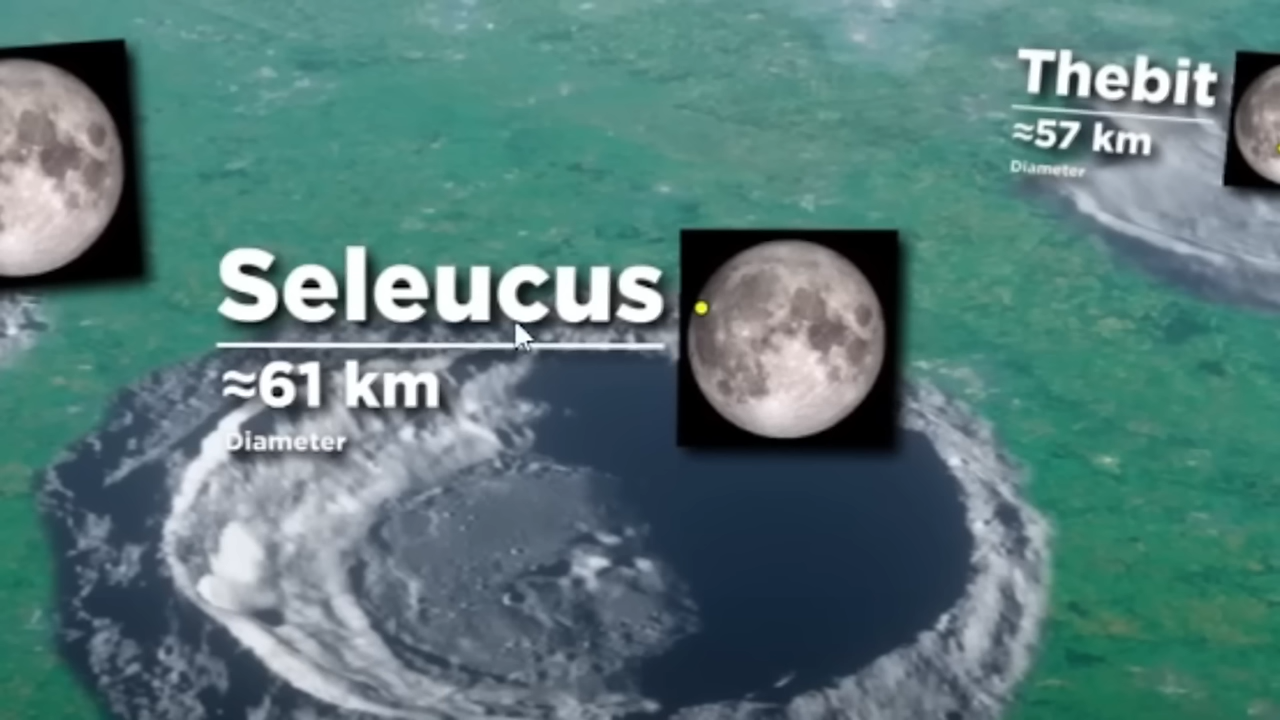 Thebit
≈57 km
Diameter
Seleucus
≈61 km
Diameter